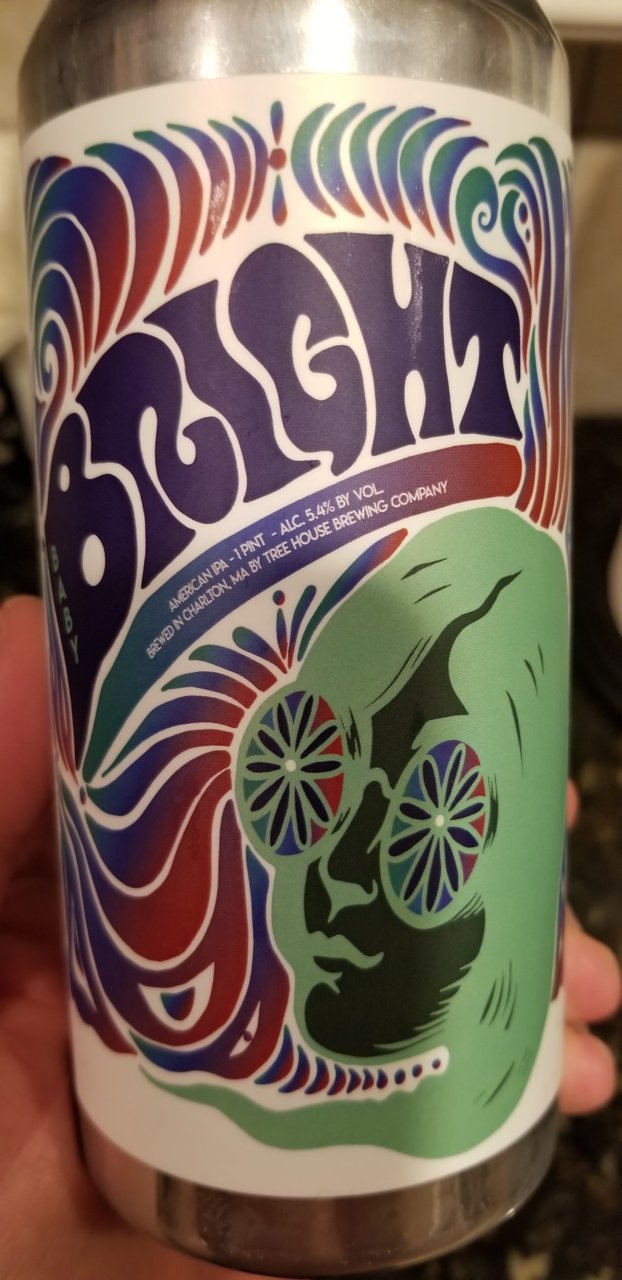 BABY
BRIGHT
AMERICAN IPA - 1 PINT - ALC. 5.4% BY VOL.
BREWED IN CHARLTON, MA BY TREE HOUSE BREWING COMPANY